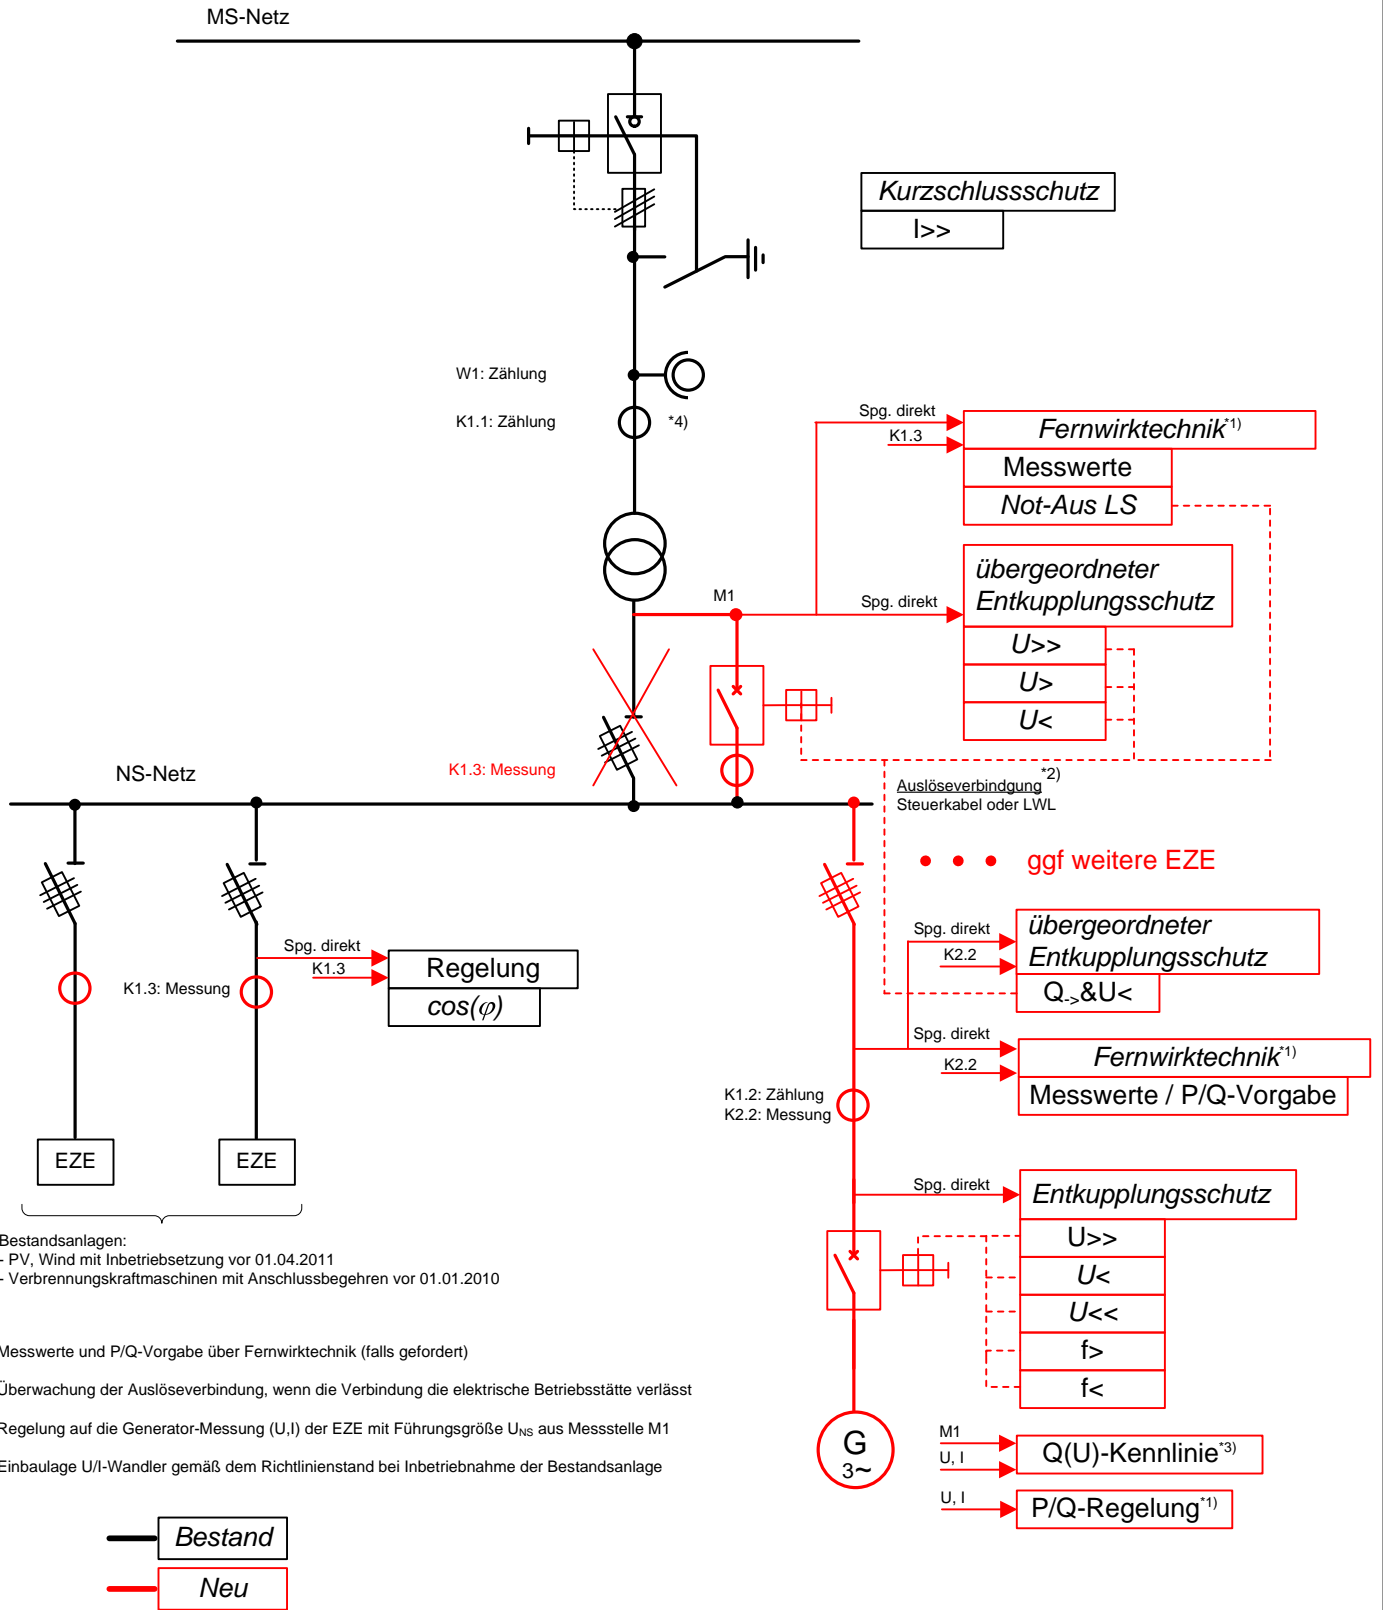 MS-Netz
Kurzschlussschutz
I>>
W1: Zählung
K1.1: Zählung
*4)
Spg. direkt
K1.3
Fernwirktechnik*1)
Messwerte
Not-Aus LS
M1
Spg. direkt
übergeordneter
Entkupplungsschutz
U>>
U>
U<
K1.3: Messung
NS-Netz
Auslöseverbindgung*2)
Steuerkabel oder LWL
ggf weitere EZE
Spg. direkt
K1.3
Regelung
cos(φ)
K1.3: Messung
Spg. direkt
K2.2
übergeordneter
Entkupplungsschutz
Q->&U<
Spg. direkt
K2.2
Fernwirktechnik*1)
Messwerte / P/Q-Vorgabe
K1.2: Zählung
K2.2: Messung
EZE
EZE
Spg. direkt
Entkupplungsschutz
U>>
U<
U<<
f>
f<
Bestandsanlagen:
- PV, Wind mit Inbetriebsetzung vor 01.04.2011
- Verbrennungskraftmaschinen mit Anschlussbegehren vor 01.01.2010
Messwerte und P/Q-Vorgabe über Fernwirktechnik (falls gefordert)
Überwachung der Auslöseverbindung, wenn die Verbindung die elektrische Betriebsstätte verlässt
Regelung auf die Generator-Messung (U,I) der EZE mit Führungsgröße UNS aus Messstelle M1
Einbaulage U/I-Wandler gemäß dem Richtlinienstand bei Inbetriebnahme der Bestandsanlage
G
3~
M1
U, I
Q(U)-Kennlinie*3)
U, I
P/Q-Regelung*1)
Bestand
Neu